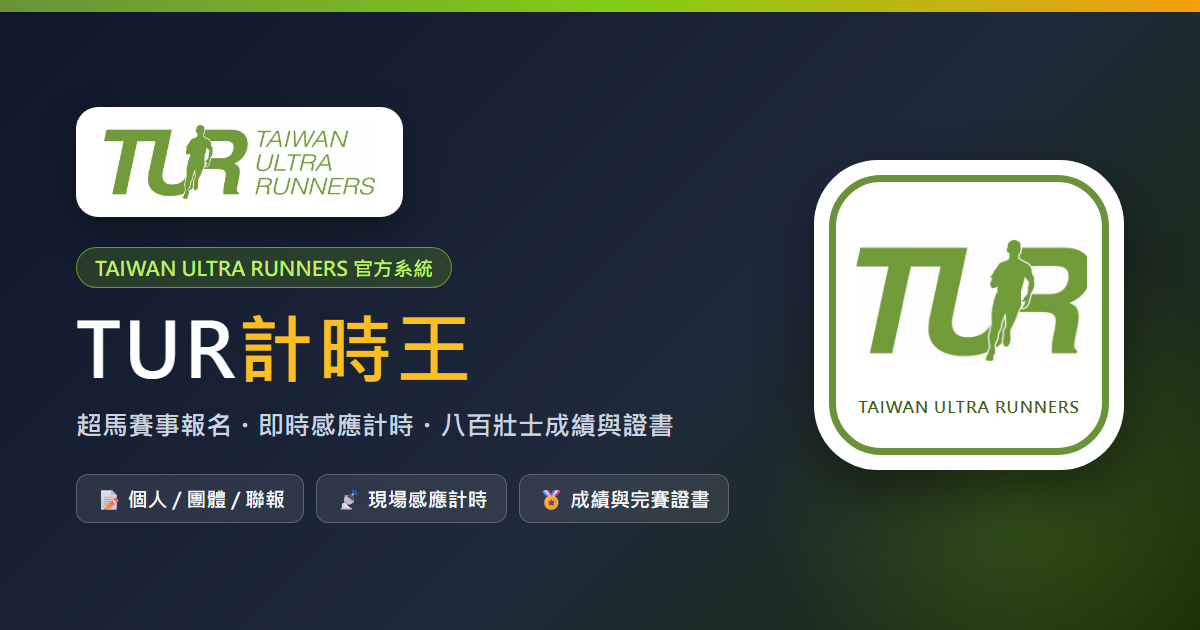 TUR TAIWAN
ULTRA
RUNNERS
TAIWAN ULTRA RUNNERS 官方系統
TUR計時王
超馬賽事報名・即時感應計時・八百壯士成績與證書
個人 / 團體 / 聯報
現場感應計時
成績與完賽證書
TUR
TAIWAN ULTRA RUNNERS